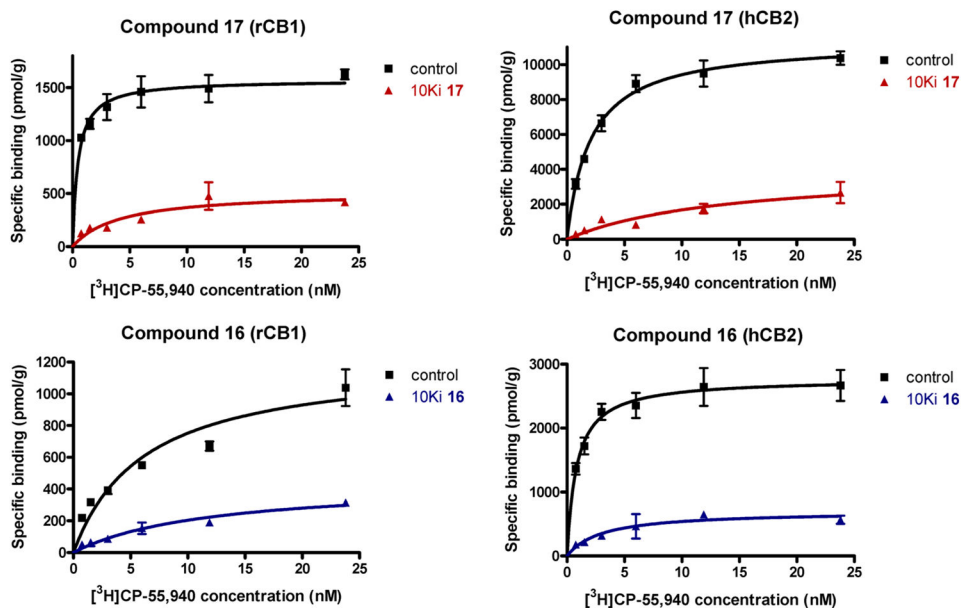 Compound 17 (rCB1)
Specific binding (pmol/g)
1500
1000
500
0
0 5 10 15 20 25
[³H]CP-55,940 concentration (nM)
control
10Ki 17
Compound 17 (hCB2)
Specific binding (pmol/g)
10000
8000
6000
4000
2000
0
0 5 10 15 20 25
[³H]CP-55,940 concentration (nM)
control
10Ki 17
Compound 16 (rCB1)
Specific binding (pmol/g)
1200
1000
800
600
400
200
0
0 5 10 15 20 25
[³H]CP-55,940 concentration (nM)
control
10Ki 16
Compound 16 (hCB2)
Specific binding (pmol/g)
3000
2000
1000
0
0 5 10 15 20 25
[³H]CP-55,940 concentration (nM)
control
10Ki 16